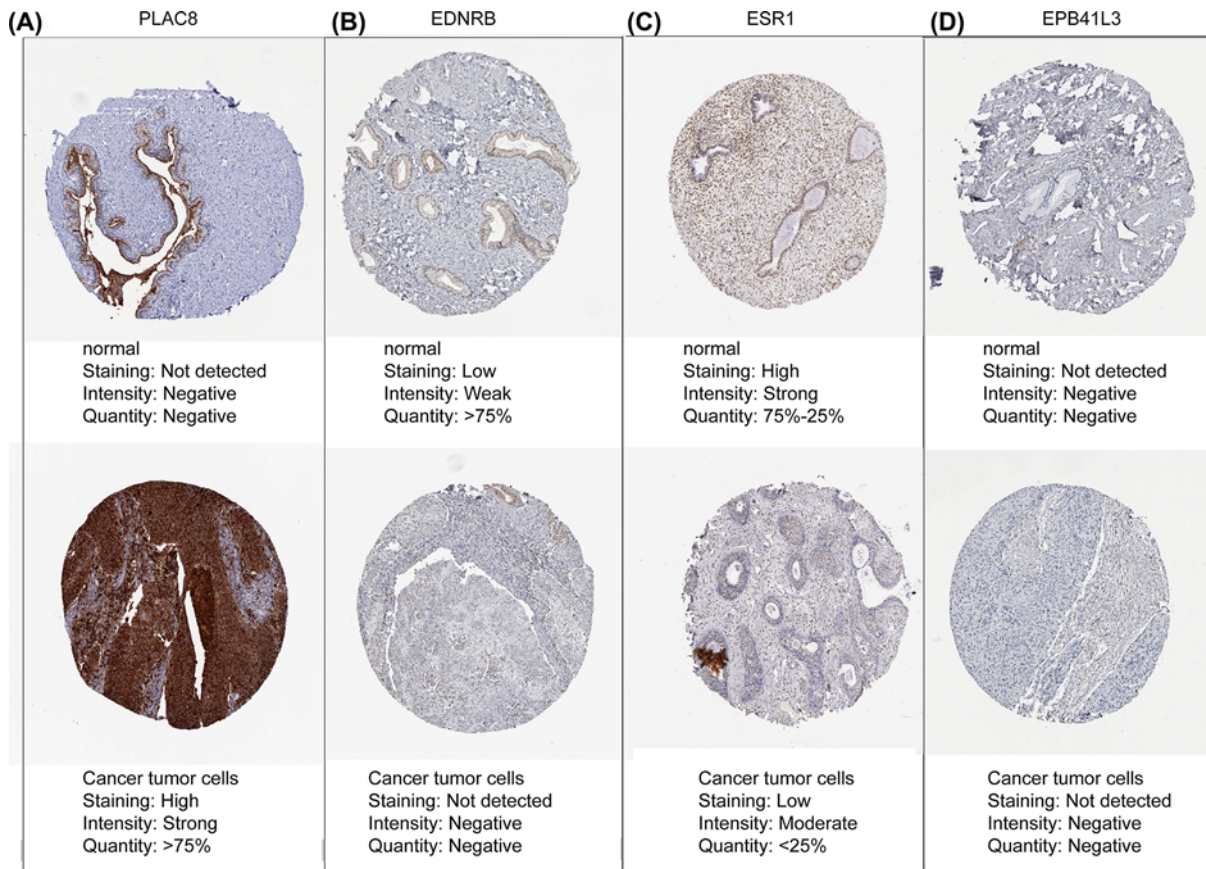 (A) PLAC8 (B) EDNRB (C) ESR1 (D) EPB41L3
normal
Staining: Not detected
Intensity: Negative
Quantity: Negative
normal
Staining: Low
Intensity: Weak
Quantity: >75%
normal
Staining: High
Intensity: Strong
Quantity: 75%-25%
normal
Staining: Not detected
Intensity: Negative
Quantity: Negative
Cancer tumor cells
Staining: High
Intensity: Strong
Quantity: >75%
Cancer tumor cells
Staining: Not detected
Intensity: Negative
Quantity: Negative
Cancer tumor cells
Staining: Low
Intensity: Moderate
Quantity: <25%
Cancer tumor cells
Staining: Not detected
Intensity: Negative
Quantity: Negative